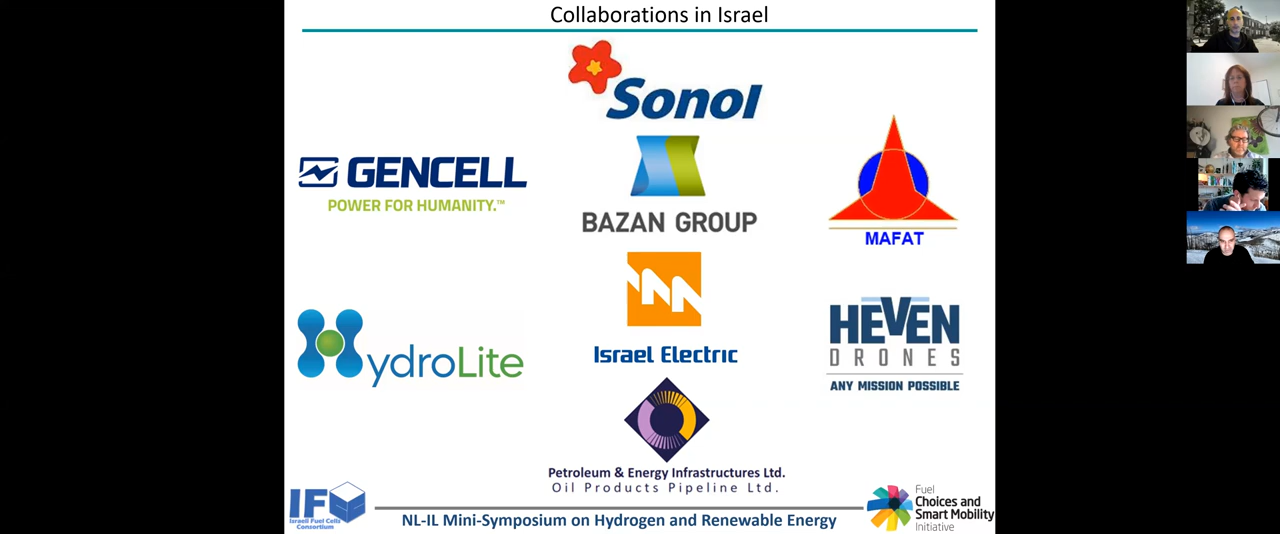 Collaborations in Israel
Sonol
GENCELL
POWER FOR HUMANITY.™
BAZAN GROUP
MAFAT
Israel Electric
HydroLite
HEVEN
DRONES
ANY MISSION POSSIBLE
Petroleum & Energy Infrastructures Ltd.
Oil Products Pipeline Ltd.
IFC
Israeli Fuel Cells
Consortium
NL-IL Mini-Symposium on Hydrogen and Renewable Energy
Fuel
Choices and
Smart Mobility
Initiative